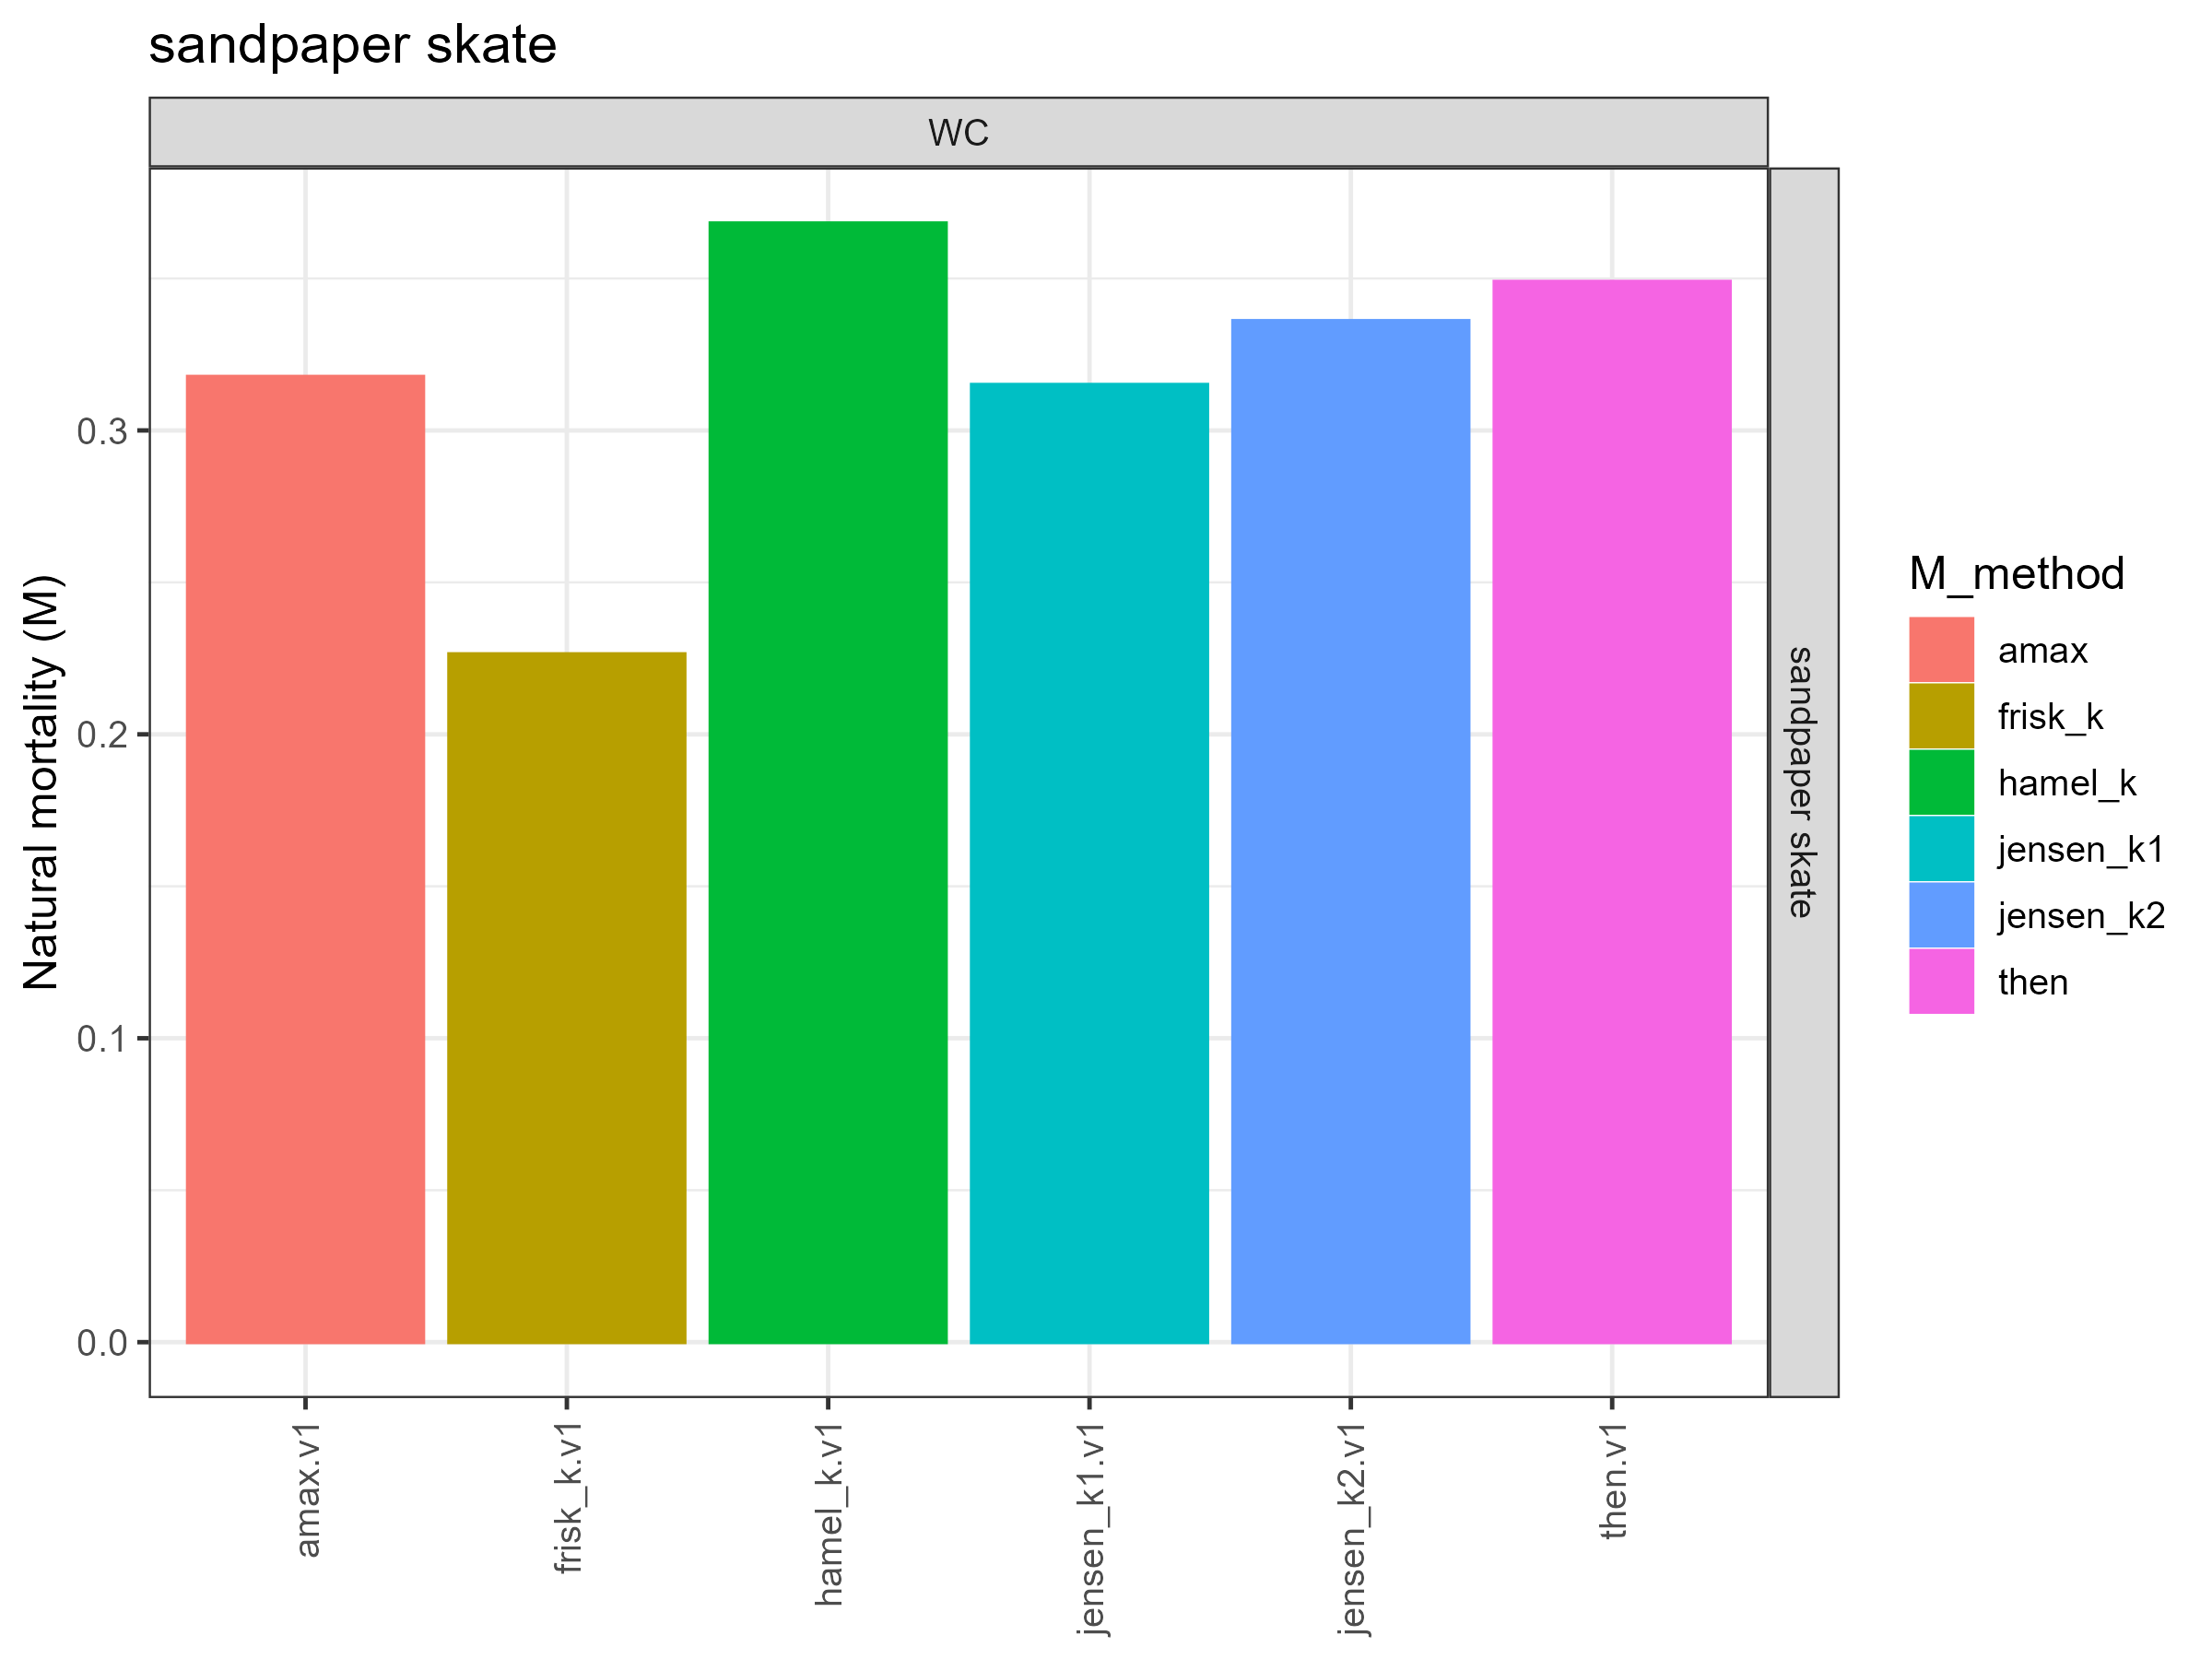 sandpaper skate
WC
Natural mortality (M)
0.3
0.2
0.1
0.0
sandpaper skate
amax.v1
frisk_k.v1
hamel_k.v1
jensen_k1.v1
jensen_k2.v1
then.v1
M_method
amax
frisk_k
hamel_k
jensen_k1
jensen_k2
then